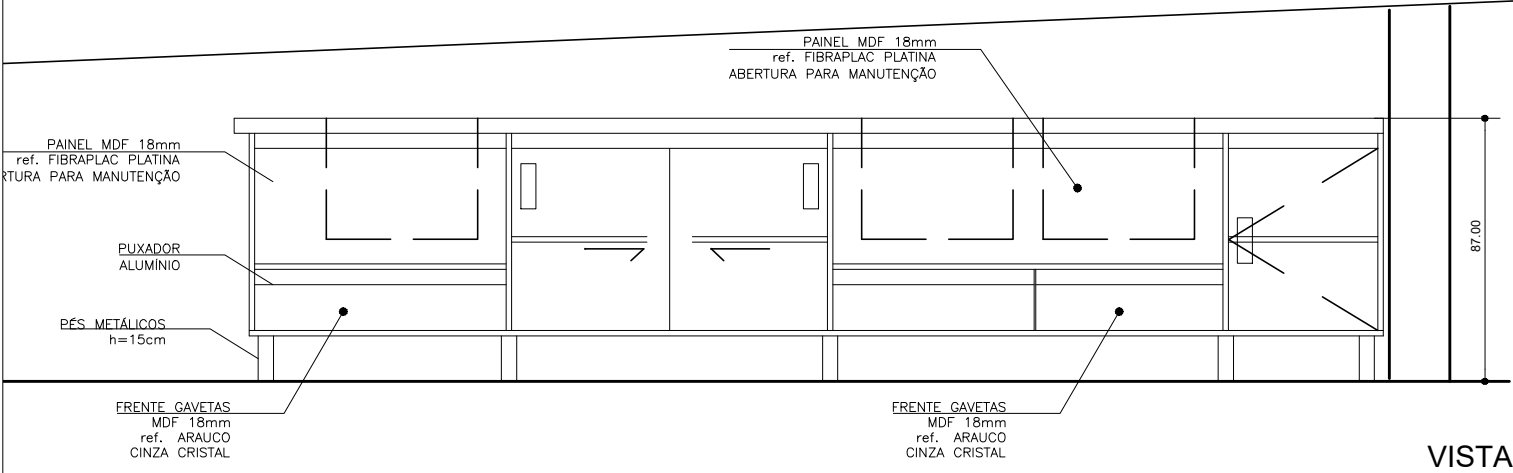 PAINEL MDF 18mm
ref. FIBRAPLAC PLATINA
ABERTURA PARA MANUTENÇÃO
PAINEL MDF 18mm
ref. FIBRAPLAC PLATINA
RTURA PARA MANUTENÇÃO
PUXADOR
ALUMÍNIO
87.00
PÉS METÁLICOS
h=15cm
FRENTE GAVETAS
MDF 18mm
ref. ARAUCO
CINZA CRISTAL
FRENTE GAVETAS
MDF 18mm
ref. ARAUCO
CINZA CRISTAL
VISTA